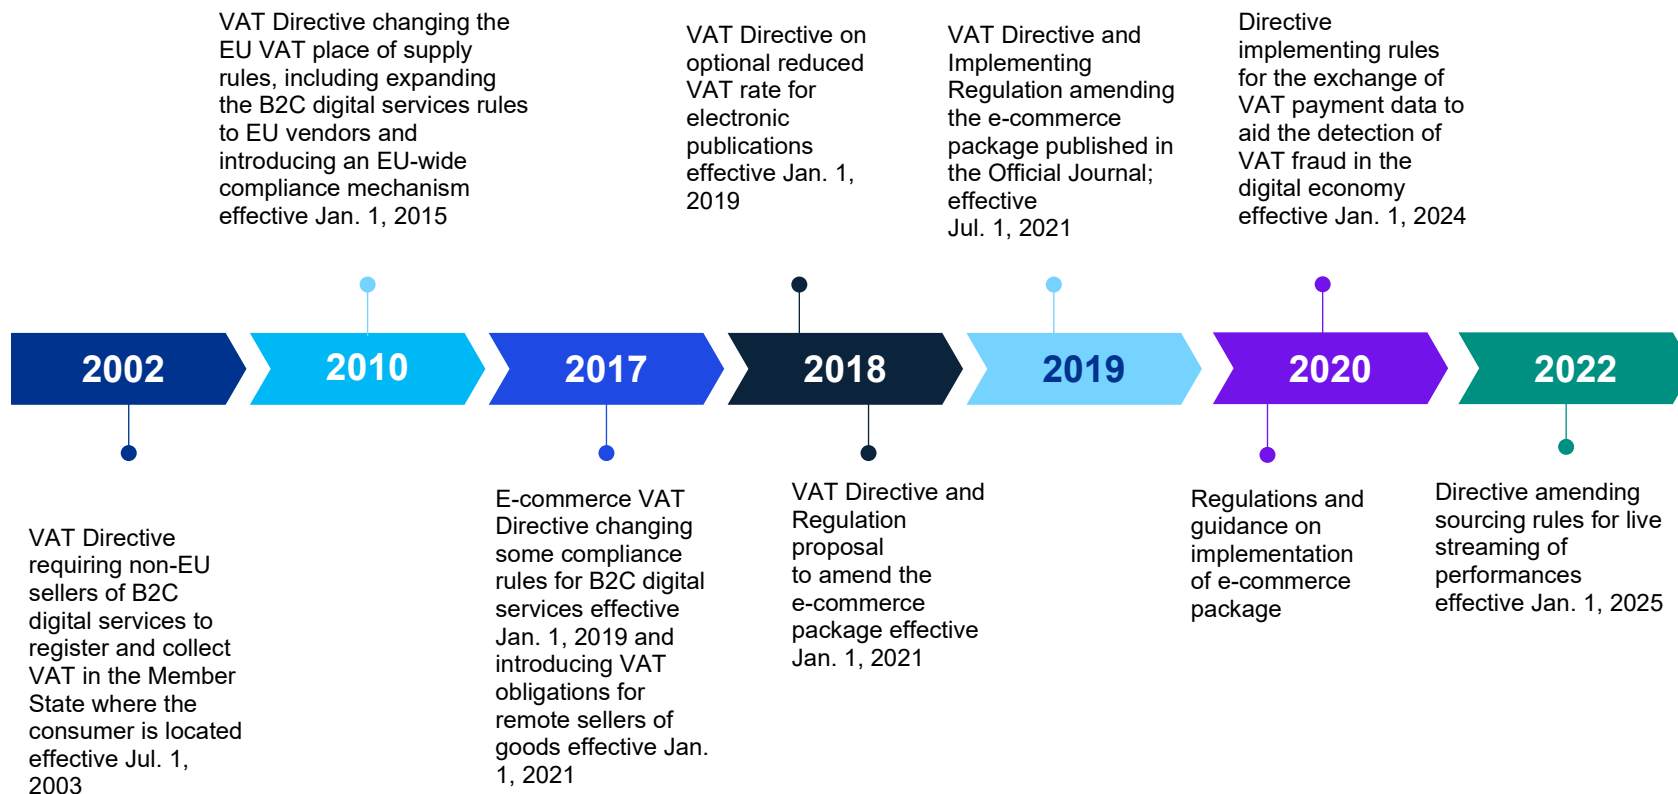 VAT Directive changing the
EU VAT place of supply
rules, including expanding
the B2C digital services rules
to EU vendors and
introducing an EU-wide
compliance mechanism
effective Jan. 1, 2015
VAT Directive on
optional reduced
VAT rate for
electronic
publications
effective Jan. 1,
2019
VAT Directive and
Implementing
Regulation amending
the e-commerce
package published in
the Official Journal;
effective
Jul. 1, 2021
Directive
implementing rules
for the exchange of
VAT payment data to
aid the detection of
VAT fraud in the
digital economy
effective Jan. 1, 2024
2002
2010
2017
2018
2019
2020
2022
VAT Directive
requiring non-EU
sellers of B2C
digital services to
register and collect
VAT in the Member
State where the
consumer is located
effective Jul. 1,
2003
E-commerce VAT
Directive changing
some compliance
rules for B2C digital
services effective
Jan. 1, 2019 and
introducing VAT
obligations for
remote sellers of
goods effective Jan.
1, 2021
VAT Directive and
Regulation
proposal
to amend the
e-commerce
package effective
Jan. 1, 2021
Regulations and
guidance on
implementation
of e-commerce
package
Directive amending
sourcing rules for live
streaming of
performances
effective Jan. 1, 2025